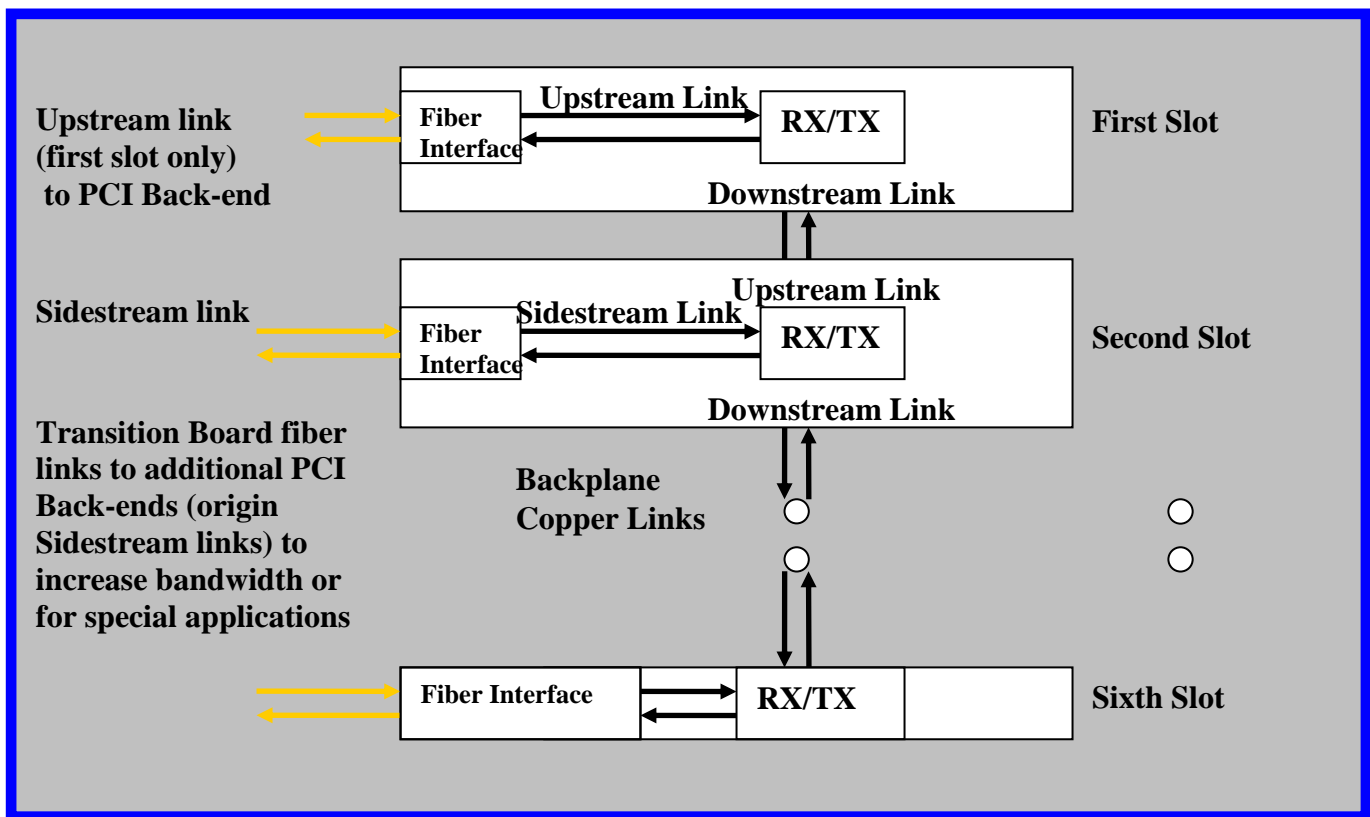 Upstream link
(first slot only)
to PCI Back-end
Fiber
Interface
Upstream Link
RX/TX
Downstream Link
First Slot
Sidestream link
Fiber
Interface
Sidestream Link
Upstream Link
RX/TX
Downstream Link
Second Slot
Transition Board fiber
links to additional PCI
Back-ends (origin
Sidestream links) to
increase bandwidth or
for special applications
Backplane
Copper Links
Fiber Interface
RX/TX
Sixth Slot